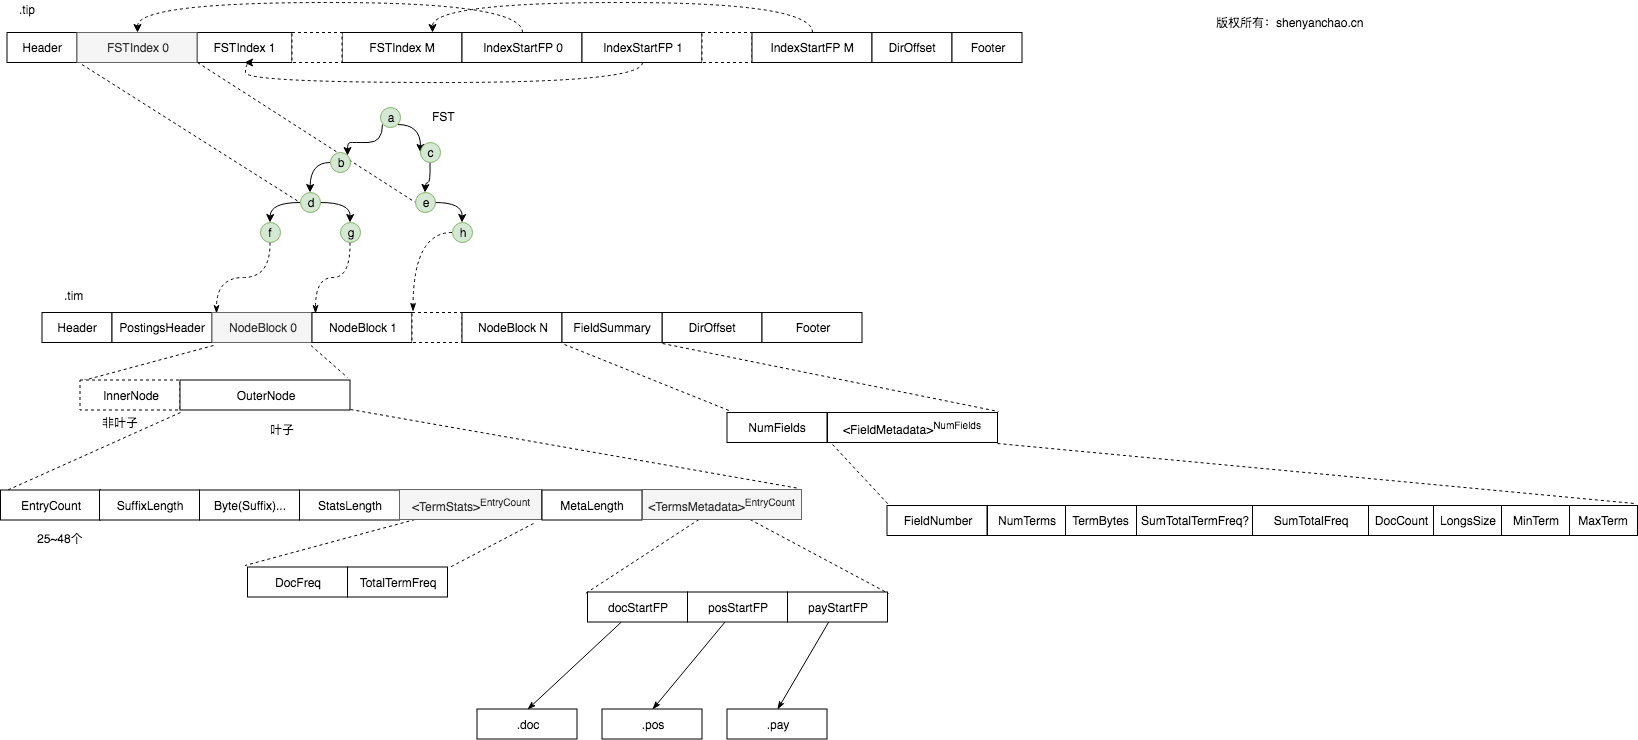 .tip
版权所有：shenyanchao.cn
Header
FSTIndex 0
FSTIndex 1
FSTIndex M
IndexStartFP 0
IndexStartFP 1
IndexStartFP M
DirOffset
Footer
a
FST
b
c
d
e
f
g
h
.tim
Header
PostingsHeader
NodeBlock 0
NodeBlock 1
NodeBlock N
FieldSummary
DirOffset
Footer
InnerNode
OuterNode
非叶子
叶子
NumFields
<FieldMetadata>NumFields
EntryCount
SuffixLength
Byte(Suffix)...
StatsLength
<TermStats>EntryCount
MetaLength
<TermsMetadata>EntryCount
FieldNumber
NumTerms
TermBytes
SumTotalTermFreq?
SumTotalFreq
DocCount
LongsSize
MinTerm
MaxTerm
25~48个
DocFreq
TotalTermFreq
docStartFP
posStartFP
payStartFP
.doc
.pos
.pay